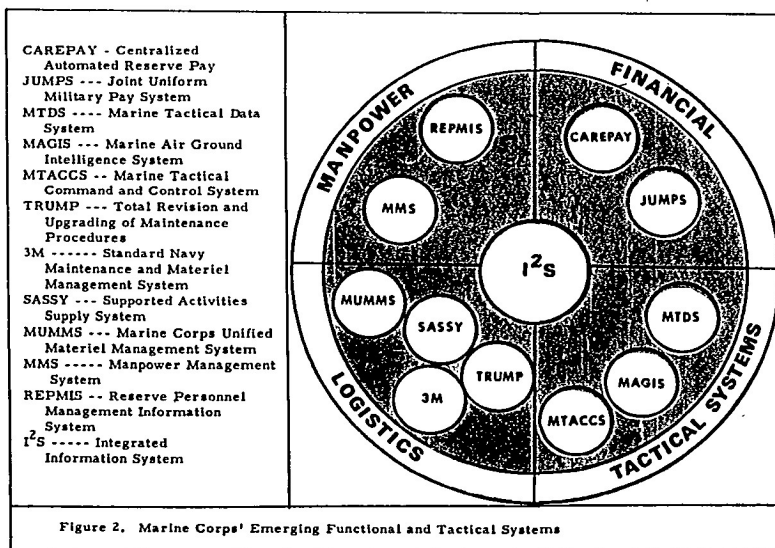 CAREPAY - Centralized
Automated Reserve Pay
JUMPS --- Joint Uniform
Military Pay System
MTDS ---- Marine Tactical Data
System
MAGIS --- Marine Air Ground
Intelligence System
MTACCS -- Marine Tactical
Command and Control System
TRUMP --- Total Revision and
Upgrading of Maintenance
Procedures
3M ------ Standard Navy
Maintenance and Materiel
Management System
SASSY --- Supported Activities
Supply System
MUMMS --- Marine Corps Unified
Materiel Management System
MMS ----- Manpower Management
System
REPMIS -- Reserve Personnel
Management Information
System
I²S ----- Integrated
Information System
MANPOWER
REPMIS
MMS
FINANCIAL
CAREPAY
JUMPS
I²S
LOGISTICS
MUMMS
SASSY
3M
TRUMP
TACTICAL SYSTEMS
MTDS
MAGIS
MTACCS
Figure 2. Marine Corps' Emerging Functional and Tactical Systems